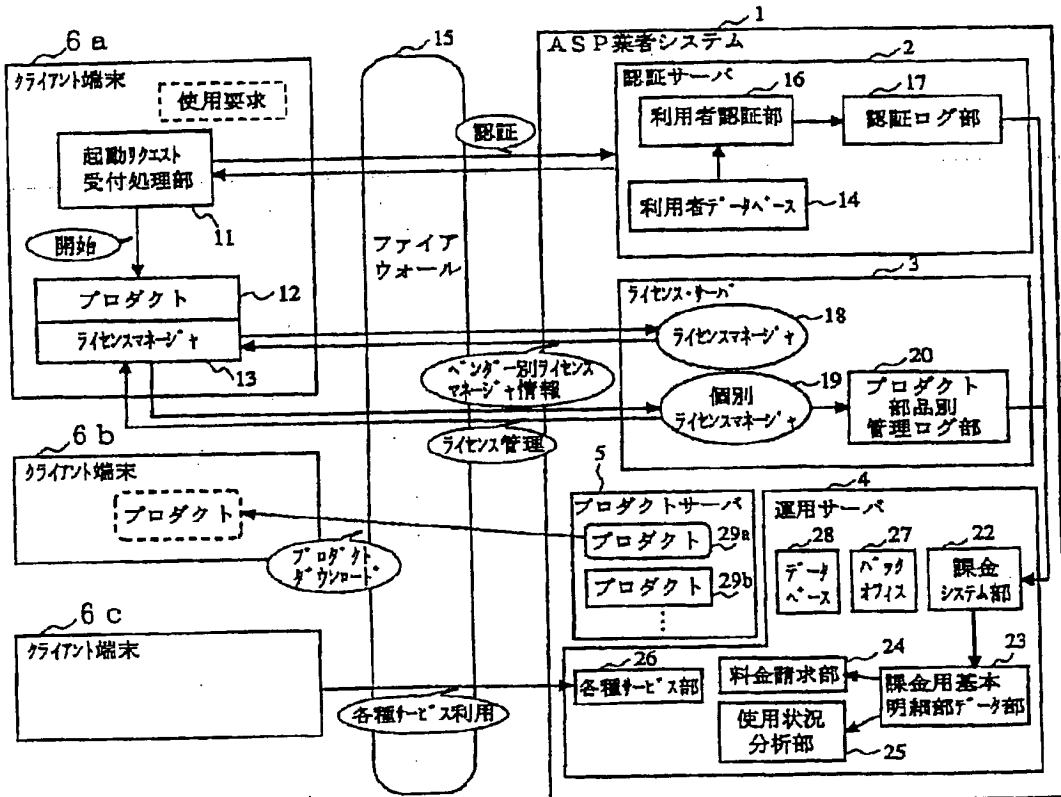 6a
クライアント端末
使用要求
起動リクエスト
受付処理部
11
開始
プロダクト
12
ライセンスマネージャ
13
6b
クライアント端末
プロダクト
プロダクト
ダウンロード
6c
クライアント端末
15
ファイア
ウォール
認証
ベンダー別ライセンス
マネージャ情報
ライセンス管理
各種サービス利用
1
ASP業者システム
2
認証サーバ
16
利用者認証部
17
認証ログ部
利用者データベース
14
3
ライセンス・サーバ
ライセンスマネージャ
18
個別
ライセンスマネージャ
19
20
プロダクト
部品別
管理ログ部
5
プロダクトサーバ
プロダクト
29a
プロダクト
29b
⋮
4
運用サーバ
28
データ
ベース
27
バック
オフィス
22
課金
システム部
23
課金用基本
明細部データ部
24
料金請求部
26
各種サービス部
使用状況
分析部
25